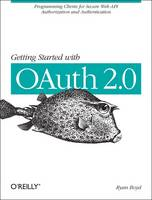 Programming Clients for Secure Web API
Authorization and Authentication
Getting Started with
OAuth 2.0
O'REILLY®
Ryan Boyd